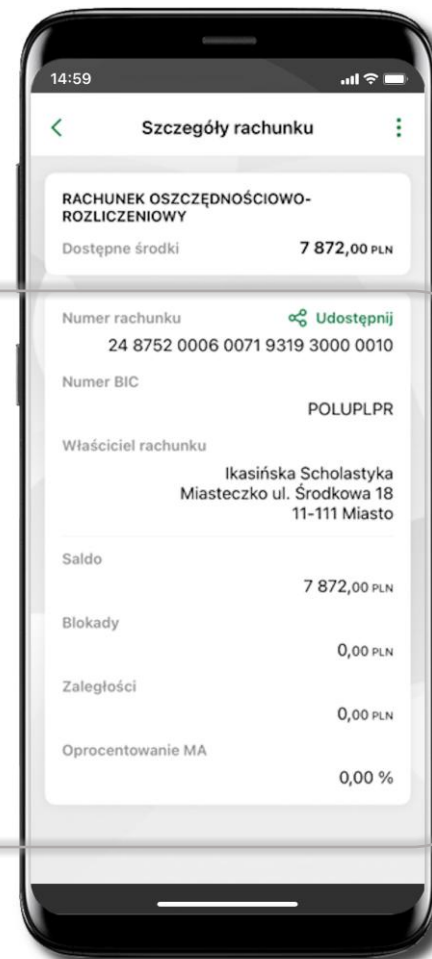 14:59
Szczegóły rachunku
RACHUNEK OSZCZĘDNOŚCIOWO-
ROZLICZENIOWY
Dostępne środki 7 872,00 PLN
Numer rachunku Udostępnij
24 8752 0006 0071 9319 3000 0010
Numer BIC
POLUPLPR
Właściciel rachunku
Ikasińska Scholastyka
Miasteczko ul. Środkowa 18
11-111 Miasto
Saldo
7 872,00 PLN
Blokady
0,00 PLN
Zaległości
0,00 PLN
Oprocentowanie MA
0,00 %